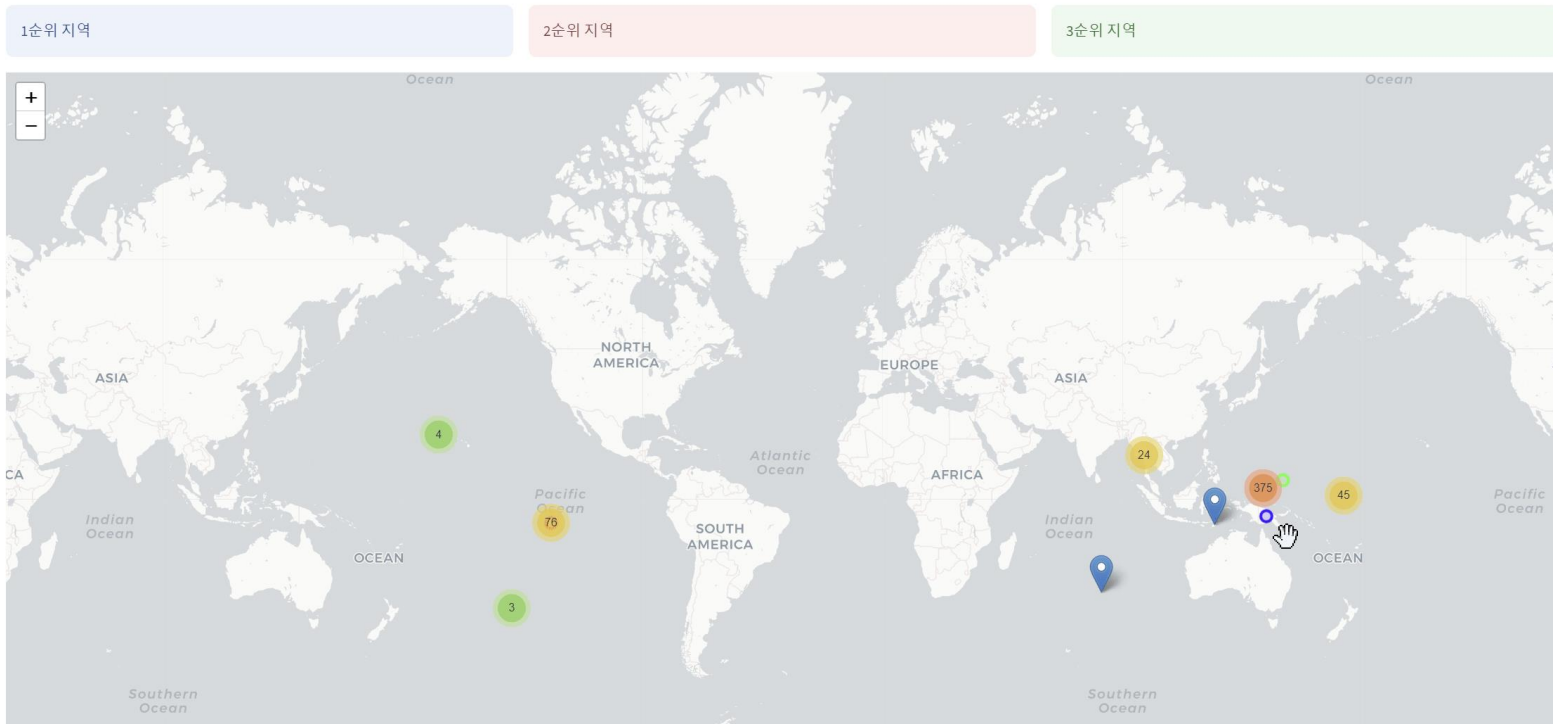 1순위 지역
2순위 지역
3순위 지역
+
−
Ocean
Ocean
NORTH
AMERICA
EUROPE
ASIA
ASIA
4
Atlantic
Ocean
24
CA
AFRICA
375
45
Pacific
Ocean
76
Pacific
Ocean
Indian
Ocean
SOUTH
AMERICA
Indian
Ocean
OCEAN
OCEAN
3
Southern
Ocean
Southern
Ocean